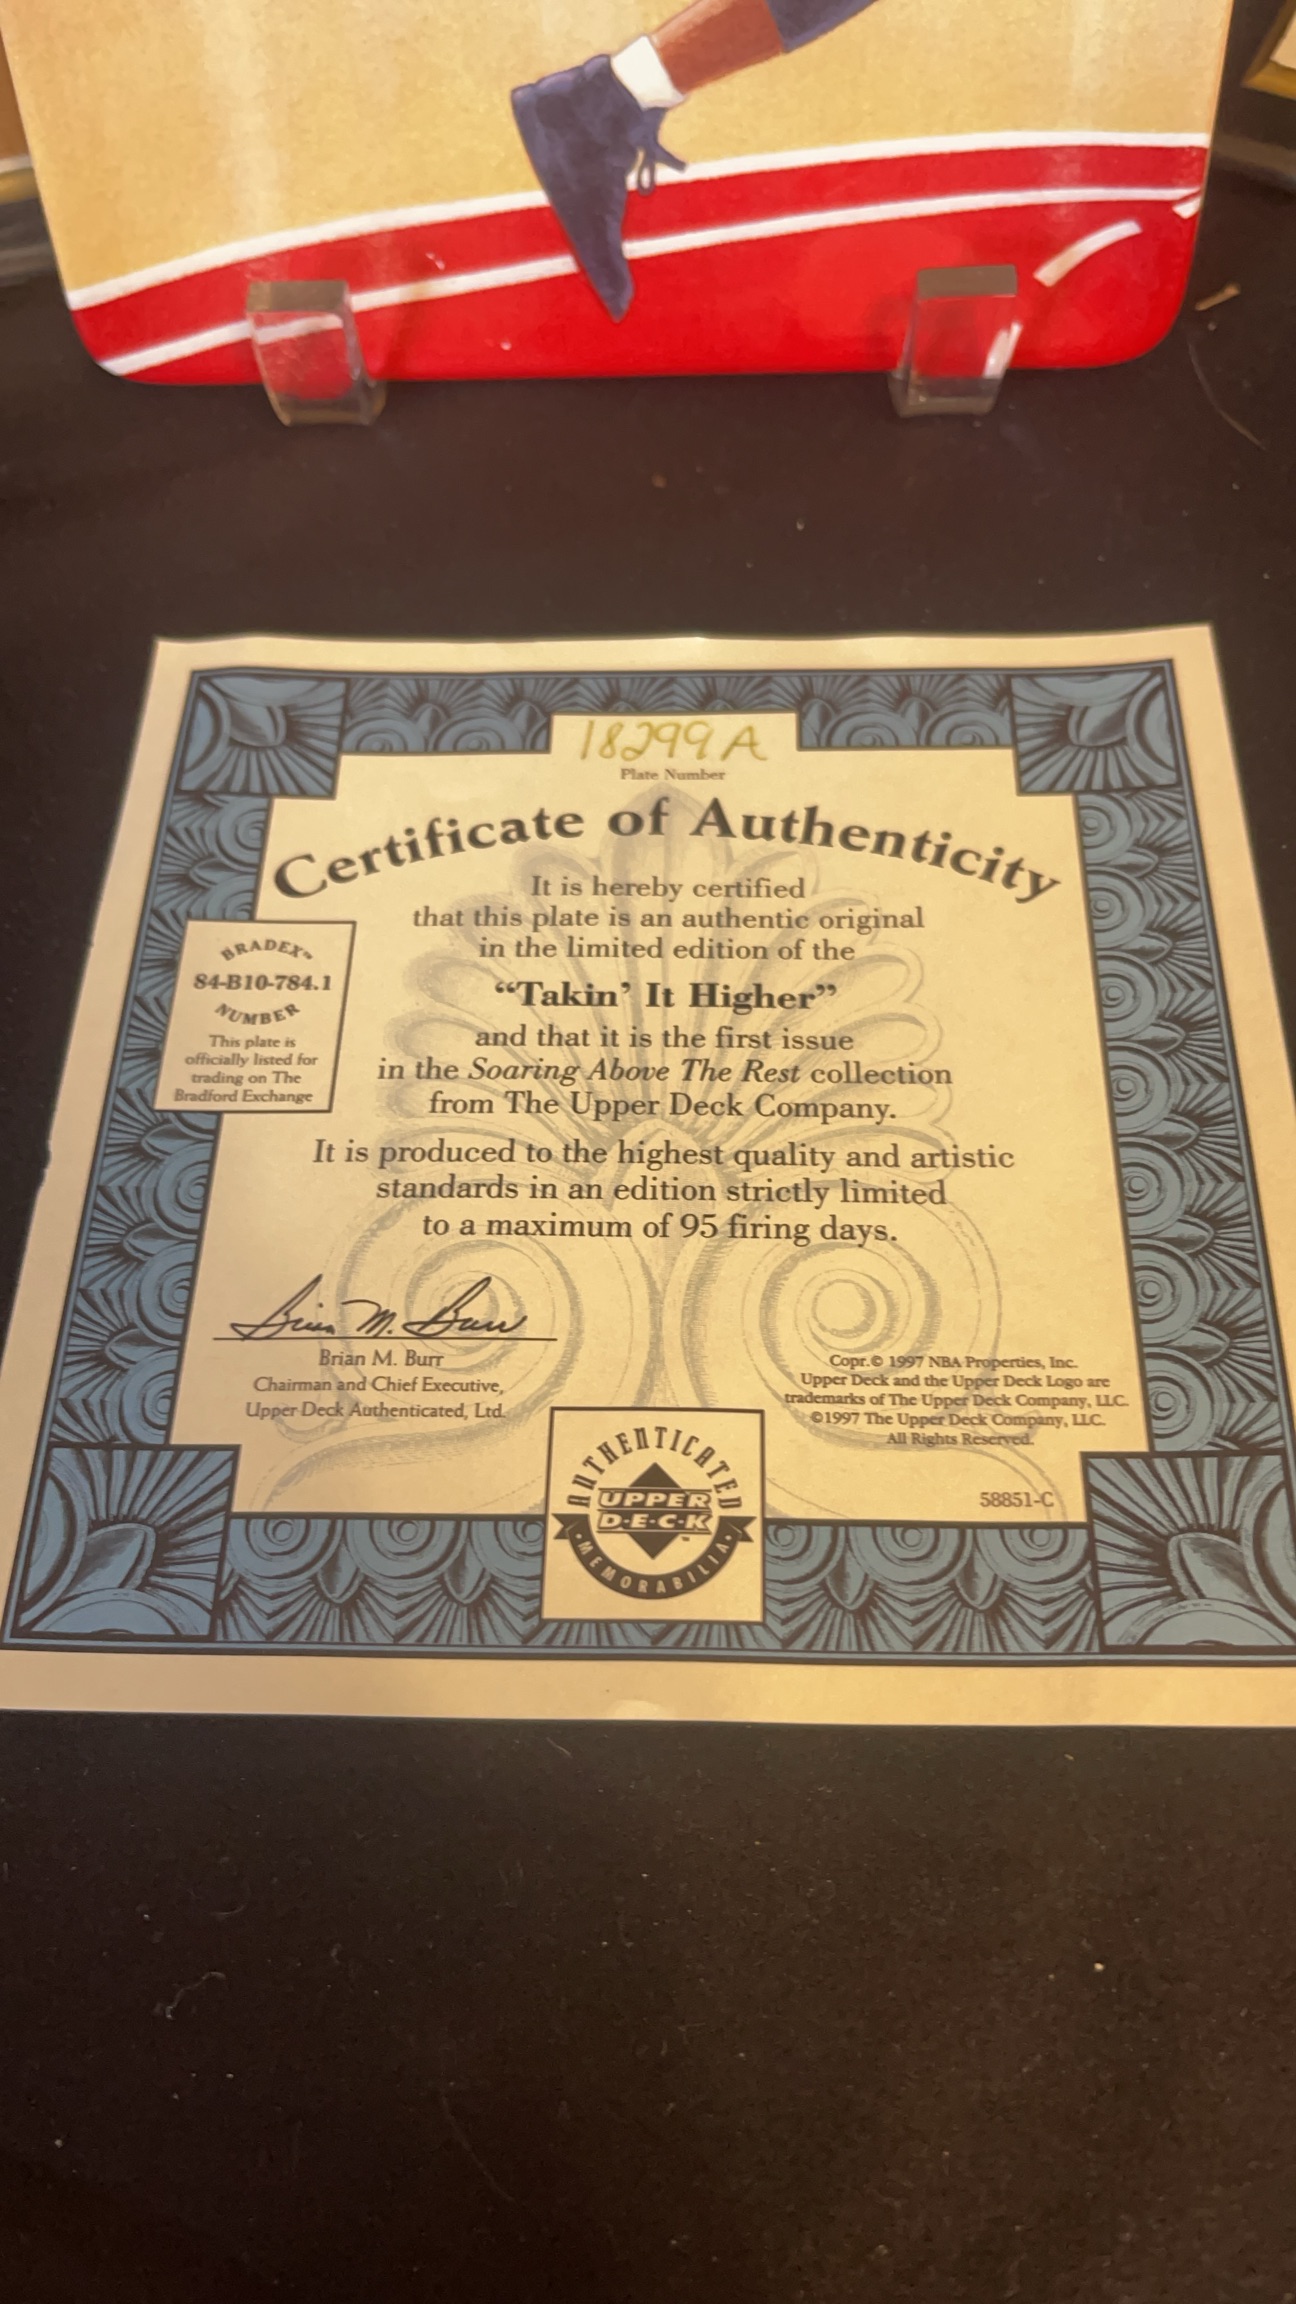 18299A
Plate Number
Certificate of Authenticity
It is hereby certified
that this plate is an authentic original
in the limited edition of the
“Takin’ It Higher”
and that it is the first issue
in the Soaring Above The Rest collection
from The Upper Deck Company.
It is produced to the highest quality and artistic
standards in an edition strictly limited
to a maximum of 95 firing days.
BRADEX™
84-B10-784.1
NUMBER
This plate is
officially listed for
trading on The
Bradford Exchange
Brian M. Burr
Brian M. Burr
Chairman and Chief Executive,
Upper Deck Authenticated, Ltd.
Copr.© 1997 NBA Properties, Inc.
Upper Deck and the Upper Deck Logo are
trademarks of The Upper Deck Company, LLC.
©1997 The Upper Deck Company, LLC.
All Rights Reserved.
58851-C
AUTHENTICATED
UPPER
D·E·C·K™
·MEMORABILIA·